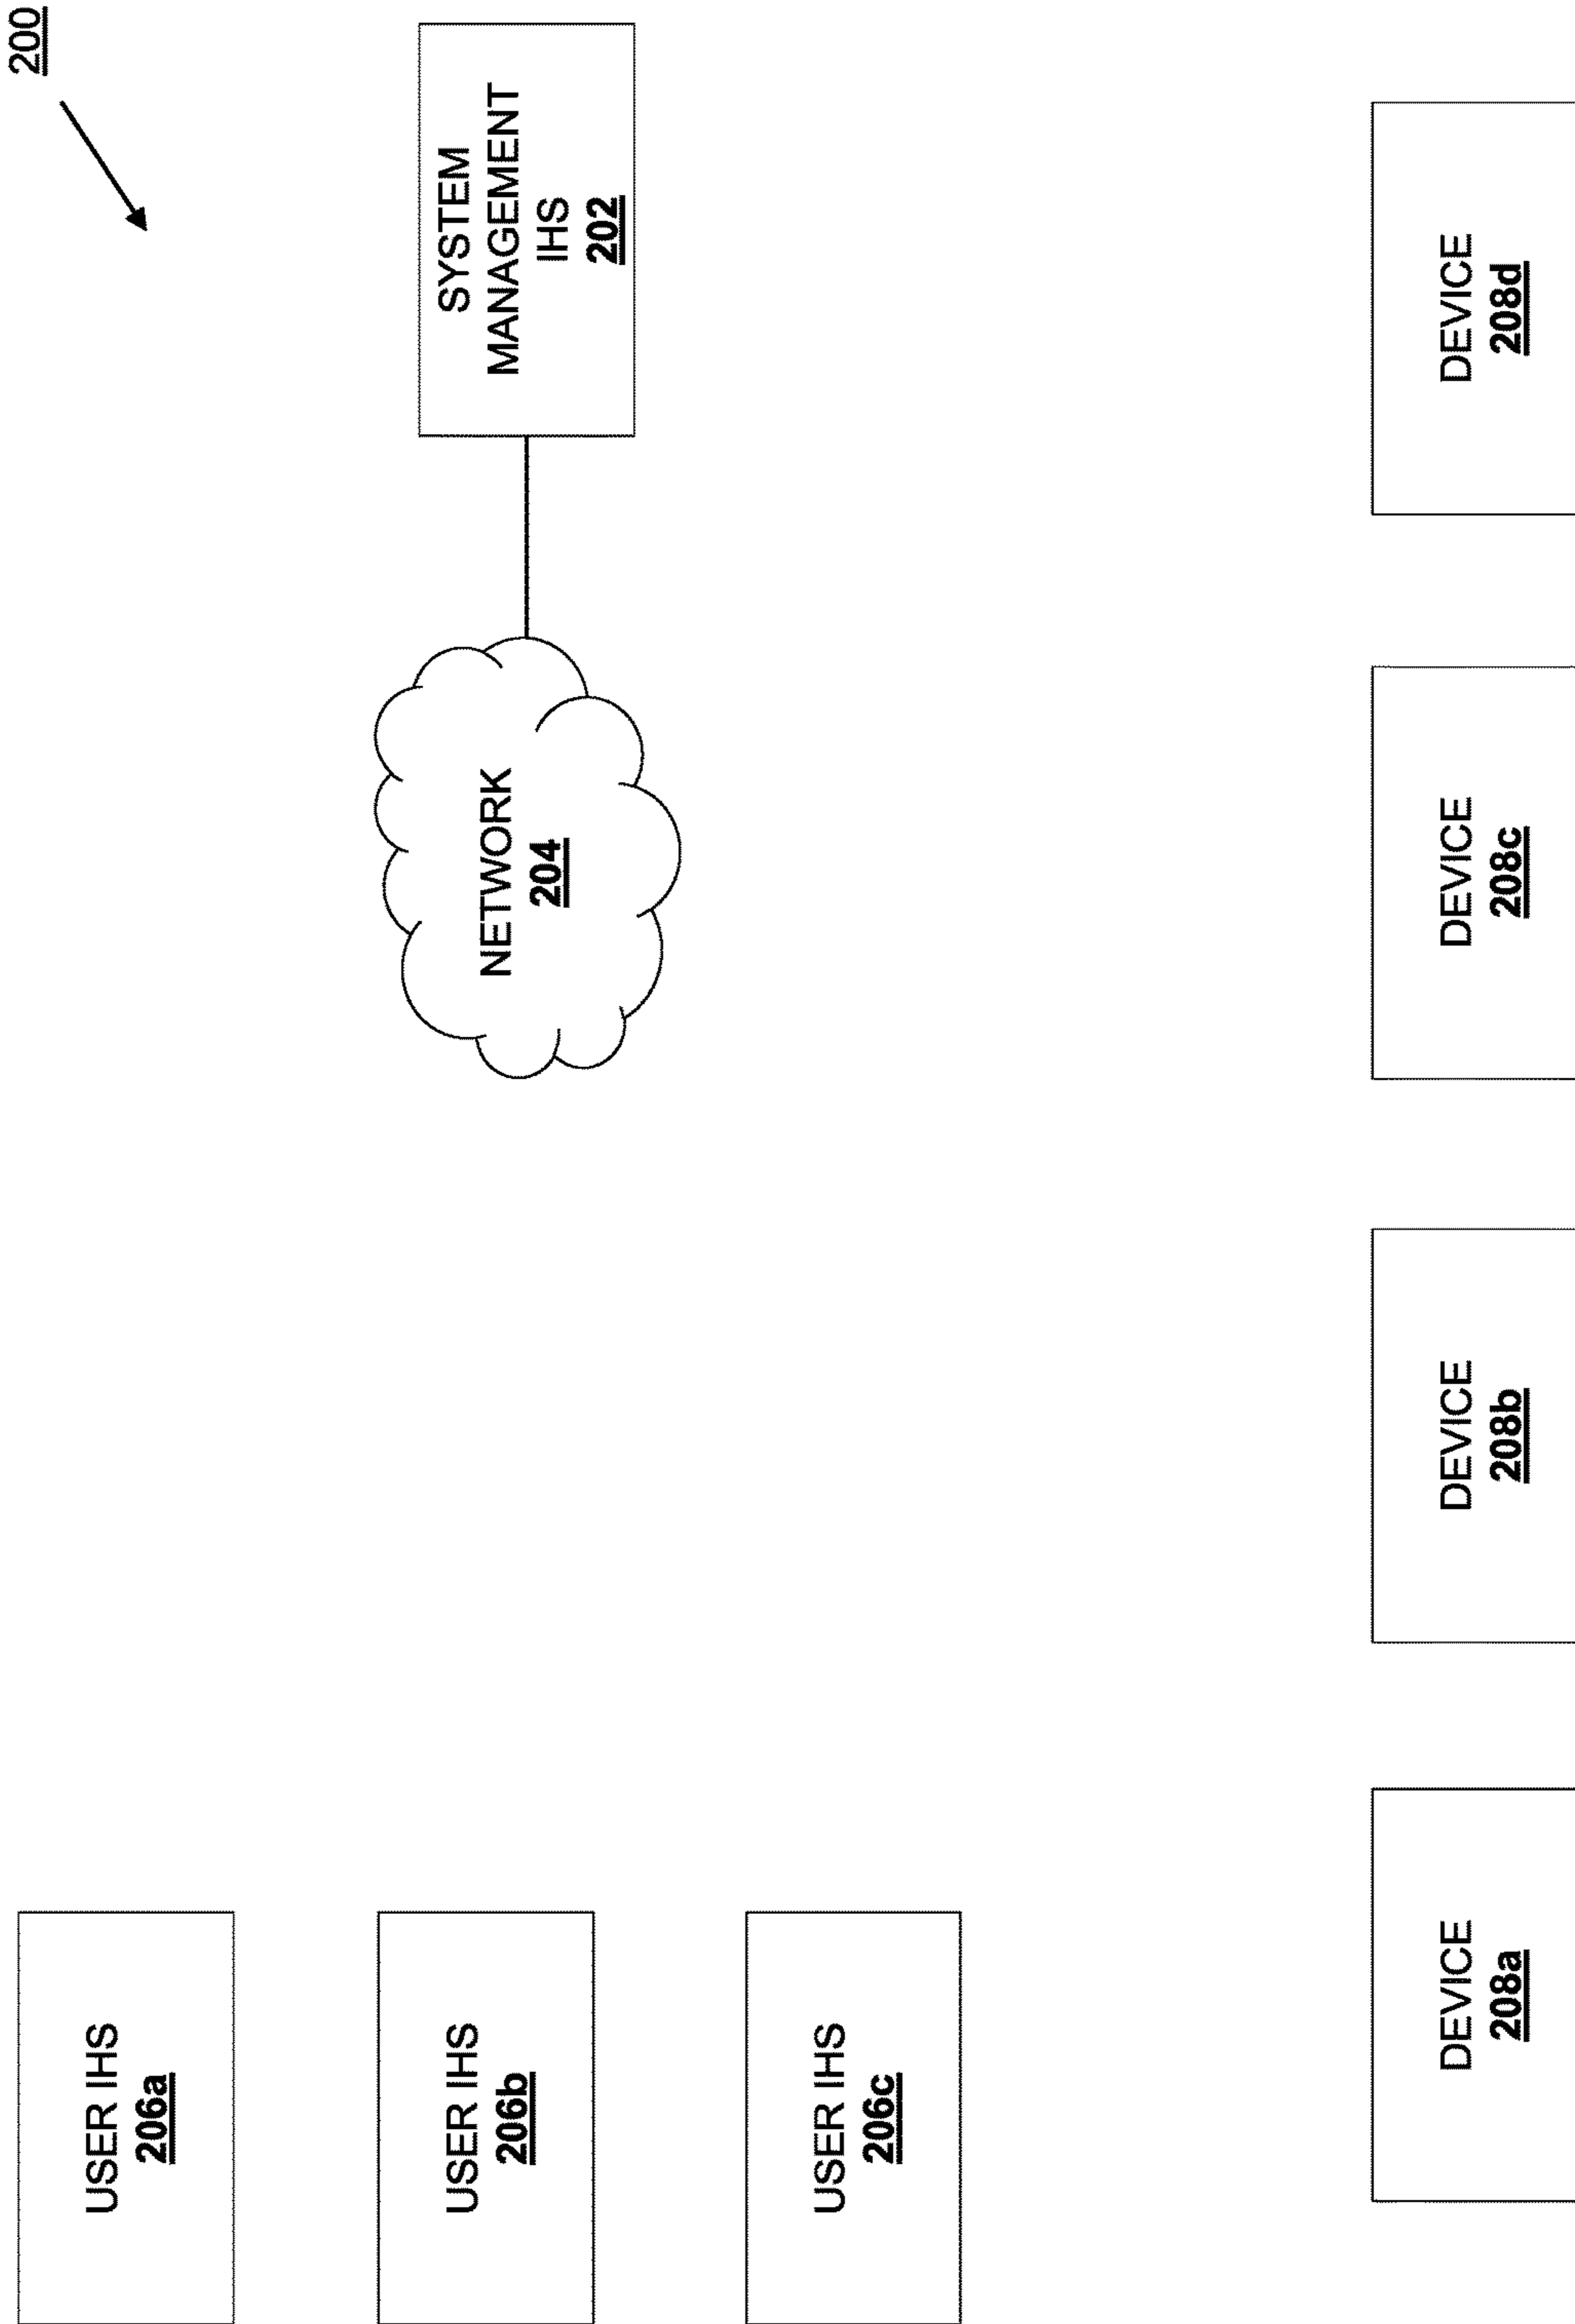 200
USER IHS
206a
USER IHS
206b
NETWORK
204
SYSTEM
MANAGEMENT
IHS
202
USER IHS
206c
DEVICE
208a
DEVICE
208b
DEVICE
208c
DEVICE
208d